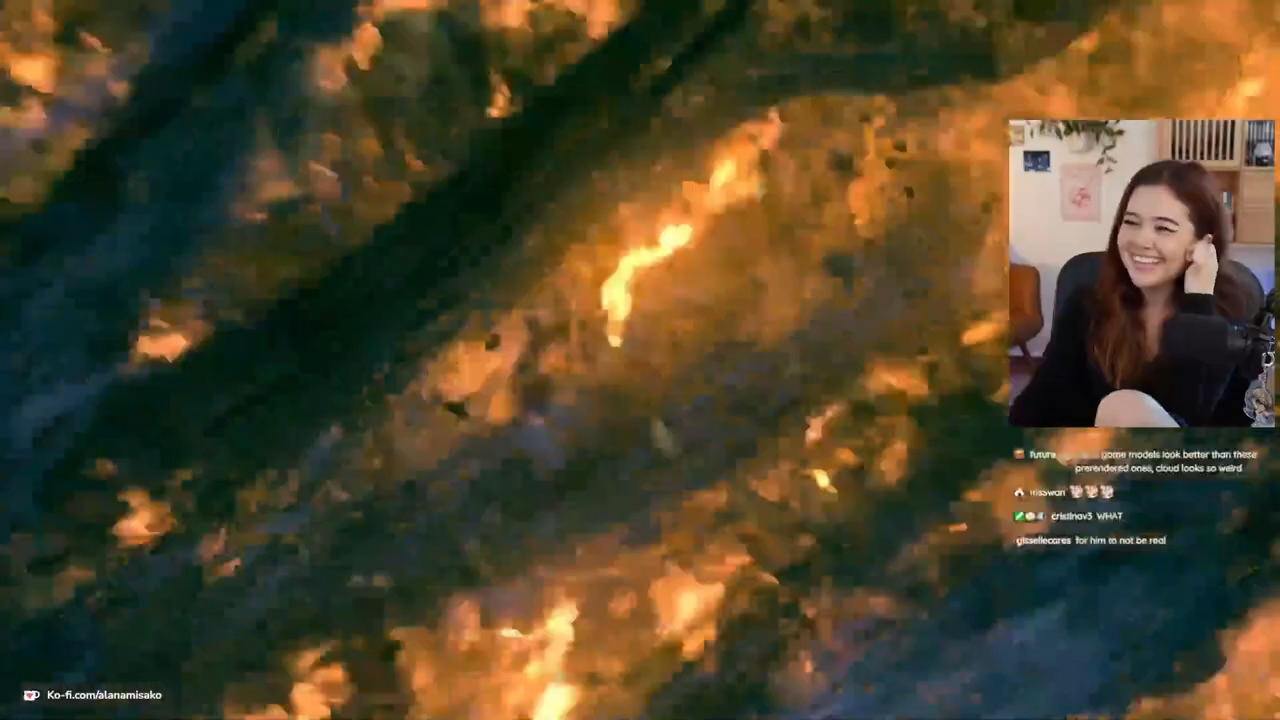 future game models look better than these
prerendered ones, cloud looks so weird
misswan
cristinav3 WHAT
gissellecares for him to not be real
Ko-fi.com/alanamisako